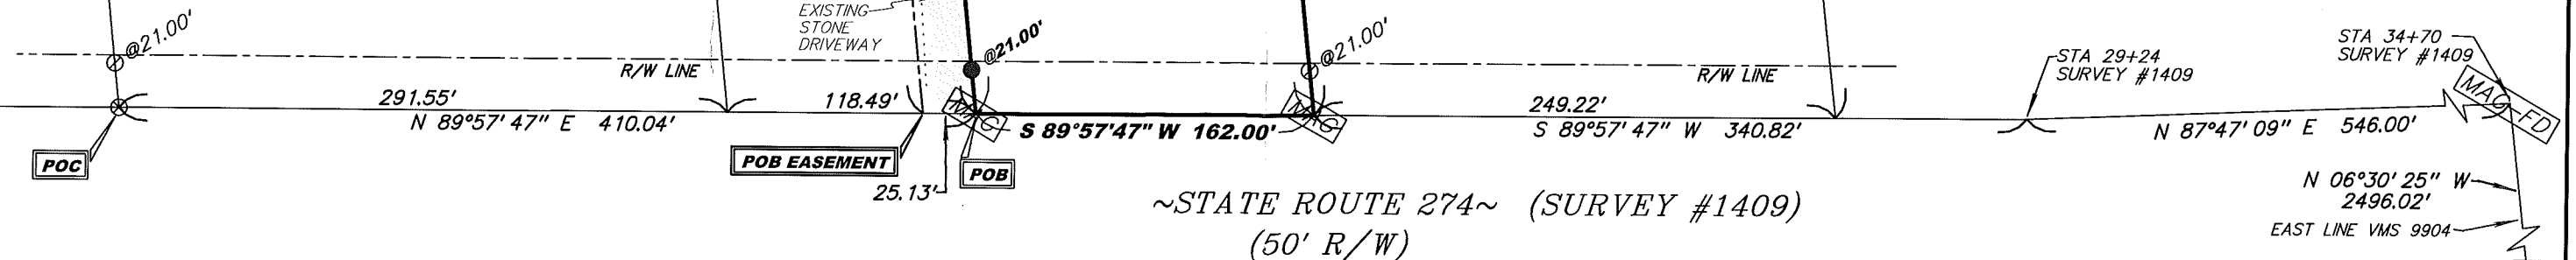 EXISTING
STONE
DRIVEWAY
@21.00'
@21.00'
@21.00'
R/W LINE
R/W LINE
STA 29+24
SURVEY #1409
STA 34+70
SURVEY #1409
291.55'
118.49'
249.22'
N 89°57'47" E 410.04'
MAG
S 89°57'47" W 162.00'
MAG
S 89°57'47" W 340.82'
N 87°47'09" E 546.00'
MAG FD
POC
POB EASEMENT
POB
25.13'
~STATE ROUTE 274~ (SURVEY #1409)
(50' R/W)
N 06°30'25" W
2496.02'
EAST LINE VMS 9904